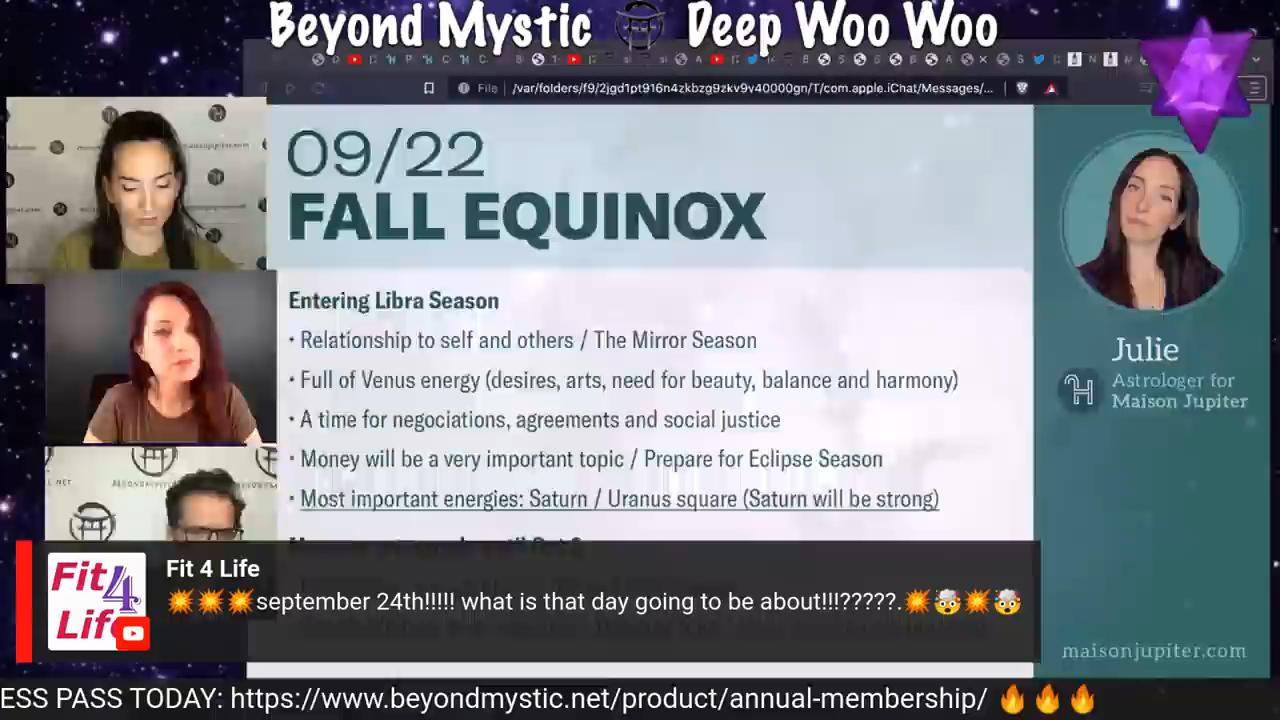 Beyond Mystic Deep Woo Woo
File /var/folders/f9/2jgd1pt916n4zkbzg9zkv9v40000gn/T/com.apple.iChat/Messages/...
09/22
FALL EQUINOX
Entering Libra Season
• Relationship to self and others / The Mirror Season
• Full of Venus energy (desires, arts, need for beauty, balance and harmony)
• A time for negociations, agreements and social justice
• Money will be a very important topic / Prepare for Eclipse Season
• Most important energies: Saturn / Uranus square (Saturn will be strong)
Julie
Astrologer for
Maison Jupiter
maisonjupiter.com
Fit 4 Life
Fit 4 Life
💥💥💥september 24th!!!!! what is that day going to be about!!!?????.💥🤯💥🤯
ESS PASS TODAY: https://www.beyondmystic.net/product/annual-membership/ 🔥🔥🔥